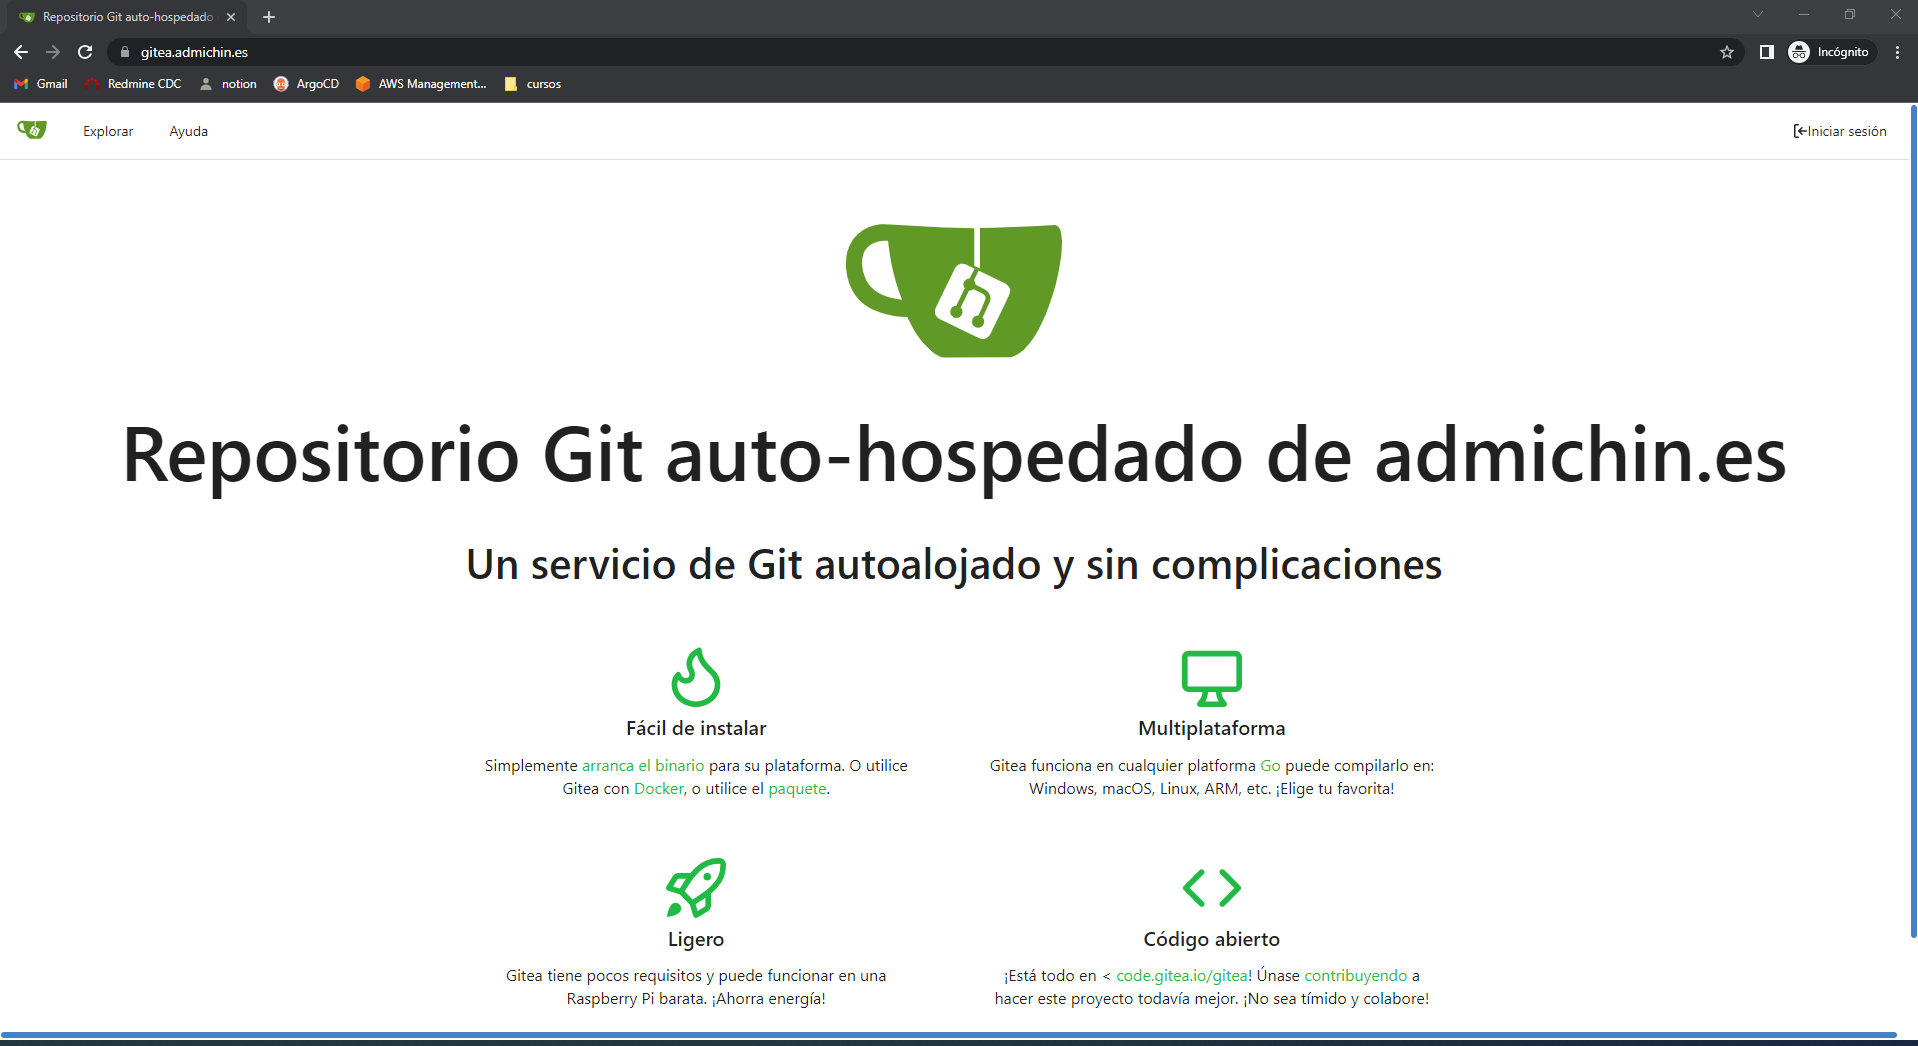 Repositorio Git auto-hospedado
gitea.admichin.es
Incógnito
Gmail
Redmine CDC
notion
ArgoCD
AWS Management...
cursos
Explorar
Ayuda
Iniciar sesión
Repositorio Git auto-hospedado de admichin.es
Un servicio de Git autoalojado y sin complicaciones
Fácil de instalar
Simplemente arranca el binario para su plataforma. O utilice
Gitea con Docker, o utilice el paquete.
Multiplataforma
Gitea funciona en cualquier platforma Go puede compilarlo en:
Windows, macOS, Linux, ARM, etc. ¡Elige tu favorita!
Ligero
Gitea tiene pocos requisitos y puede funcionar en una
Raspberry Pi barata. ¡Ahorra energía!
Código abierto
¡Está todo en < code.gitea.io/gitea! Únase contribuyendo a
hacer este proyecto todavía mejor. ¡No sea tímido y colabore!